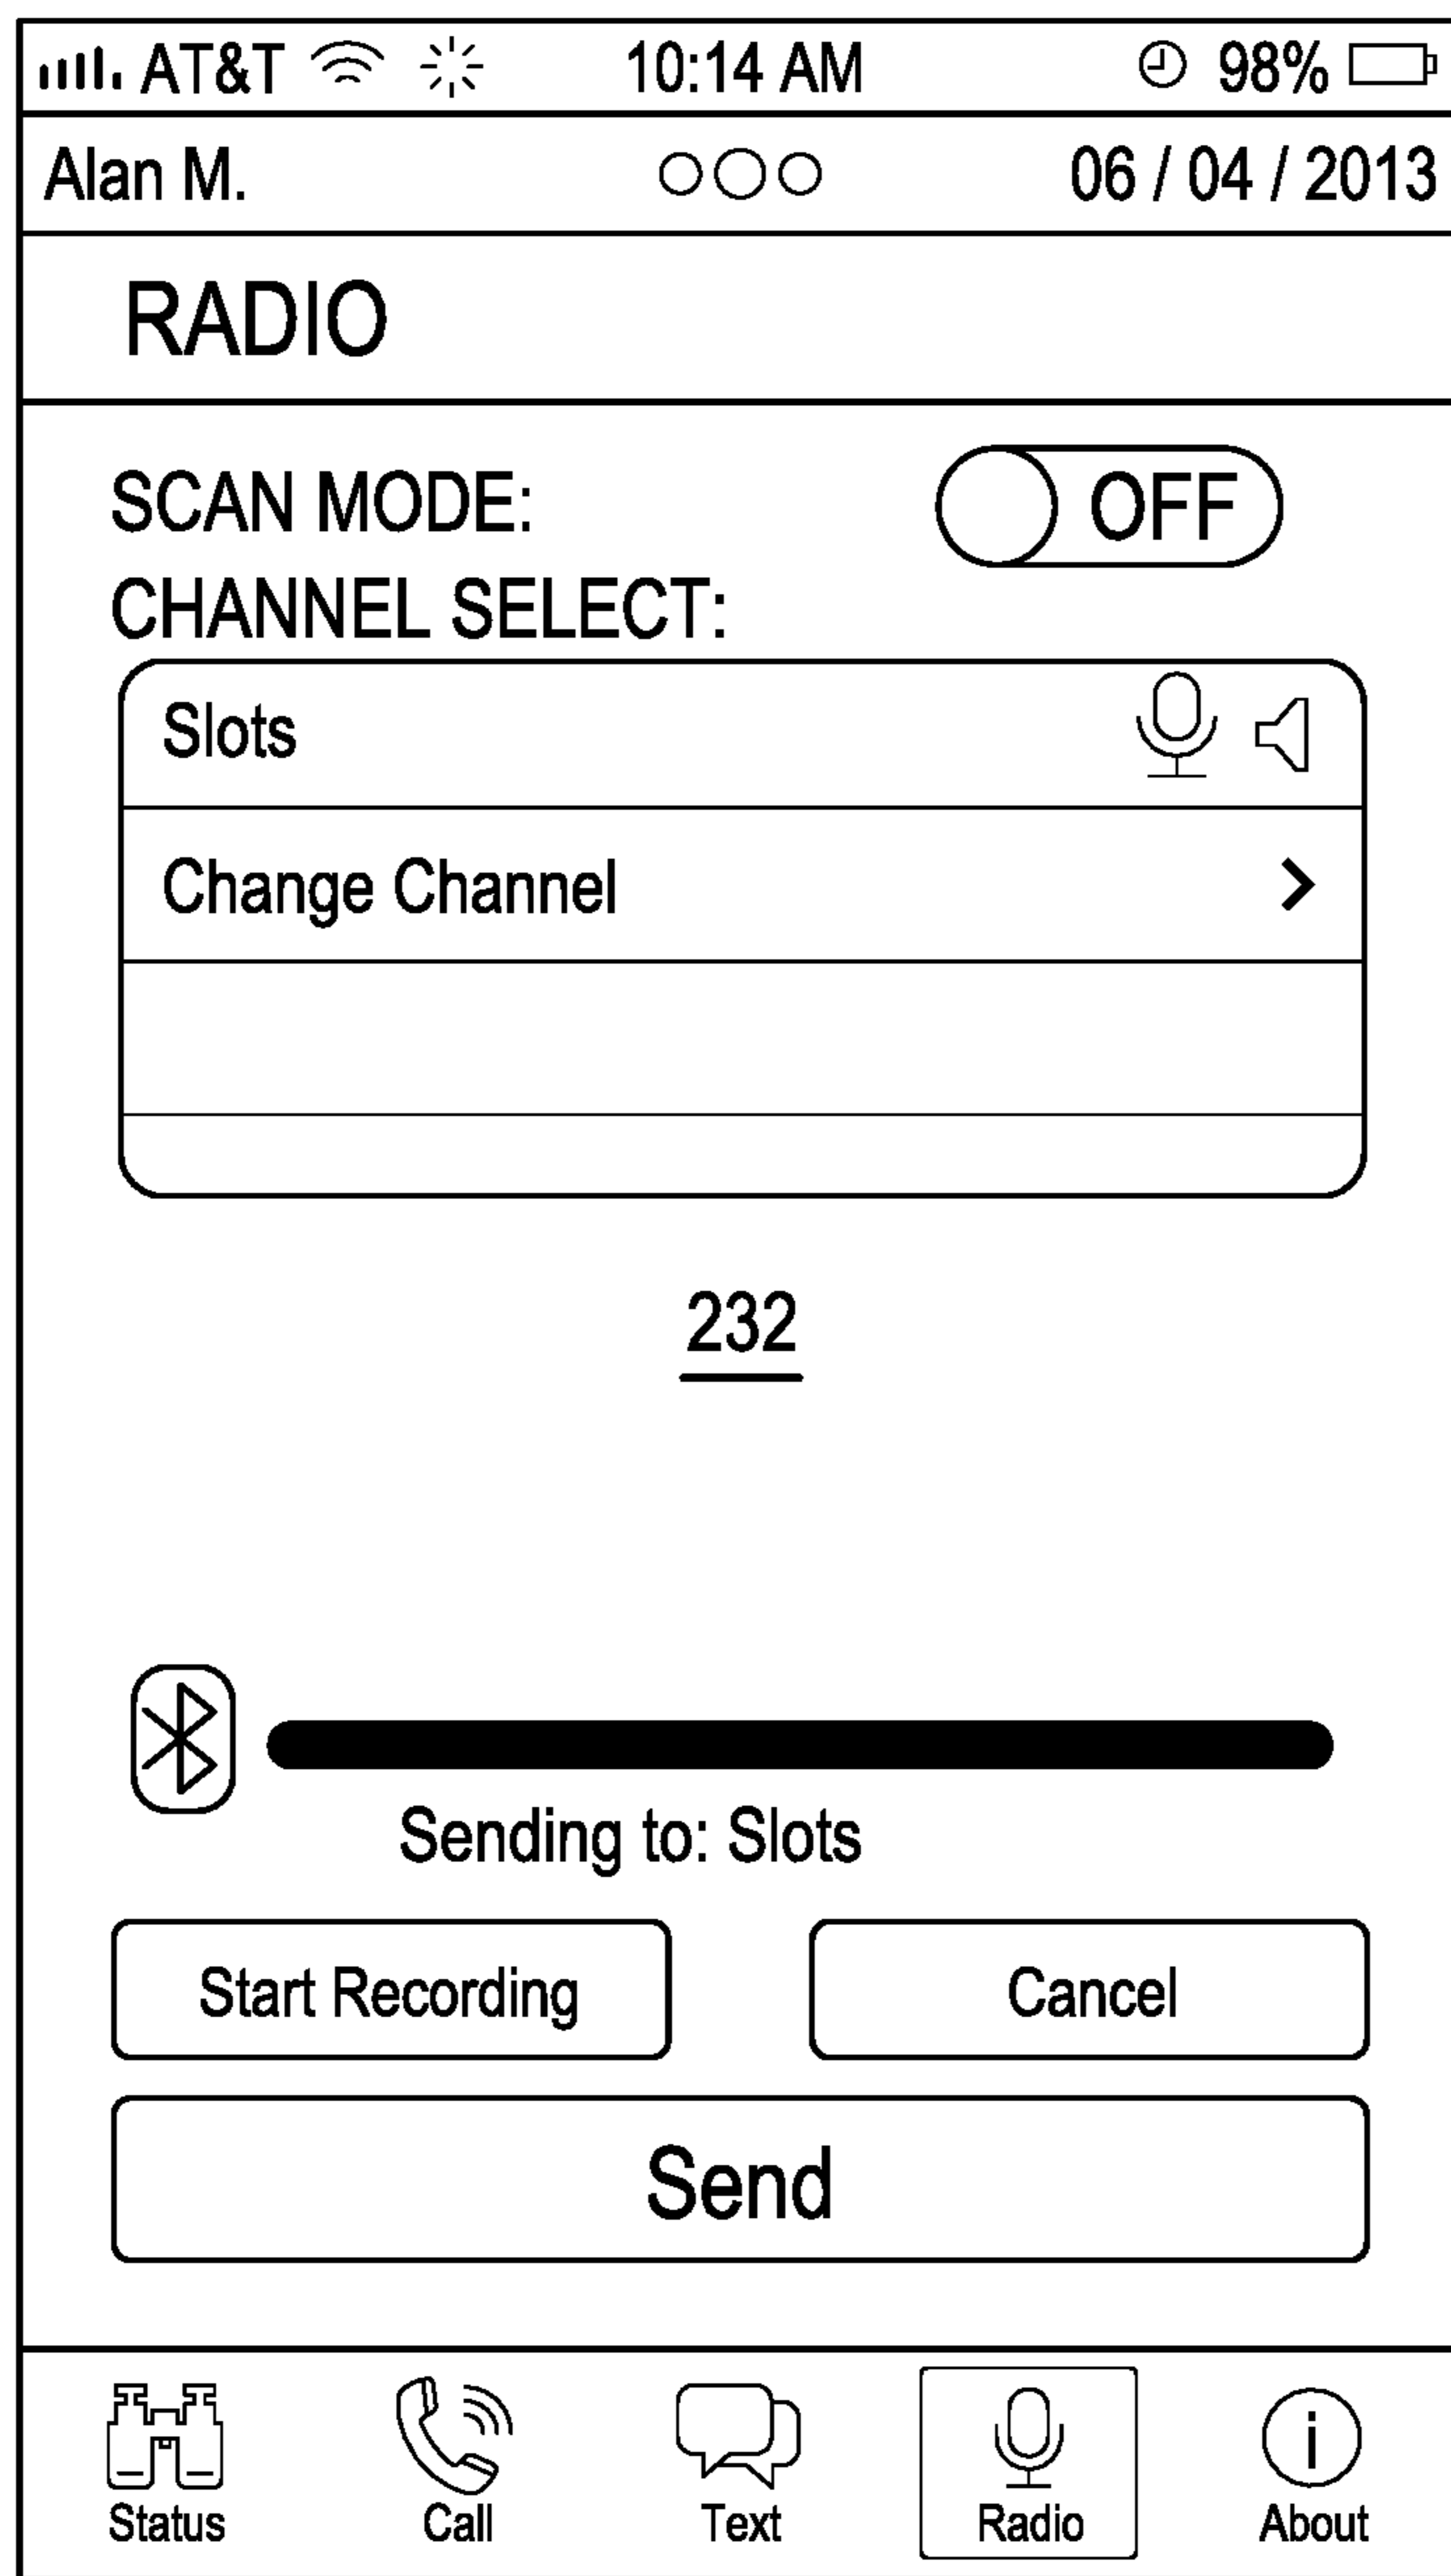 AT&T 10:14 AM 98%
Alan M. 06 / 04 / 2013
RADIO
SCAN MODE: OFF
CHANNEL SELECT:
Slots
Change Channel
232
Sending to: Slots
Start Recording Cancel
Send
Status Call Text Radio About